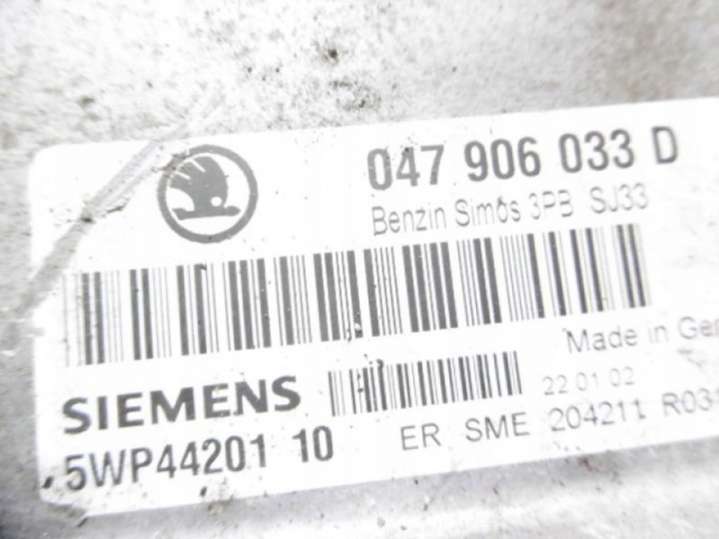 047 906 033 D
Benzin Simos 3PB SJ33
Made in Ger
SIEMENS
22 01 02
5WP44201 10 ER SME 204211 R03